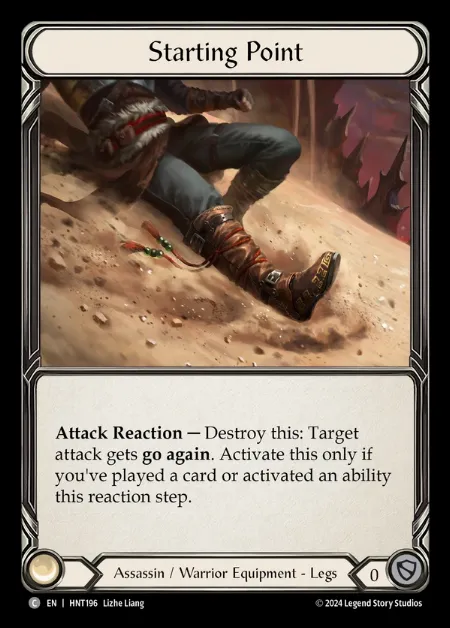 Starting Point
Attack Reaction — Destroy this: Target
attack gets go again. Activate this only if
you've played a card or activated an ability
this reaction step.
Assassin / Warrior Equipment - Legs
0
C EN | HNT196 Lizhe Liang
© 2024 Legend Story Studios